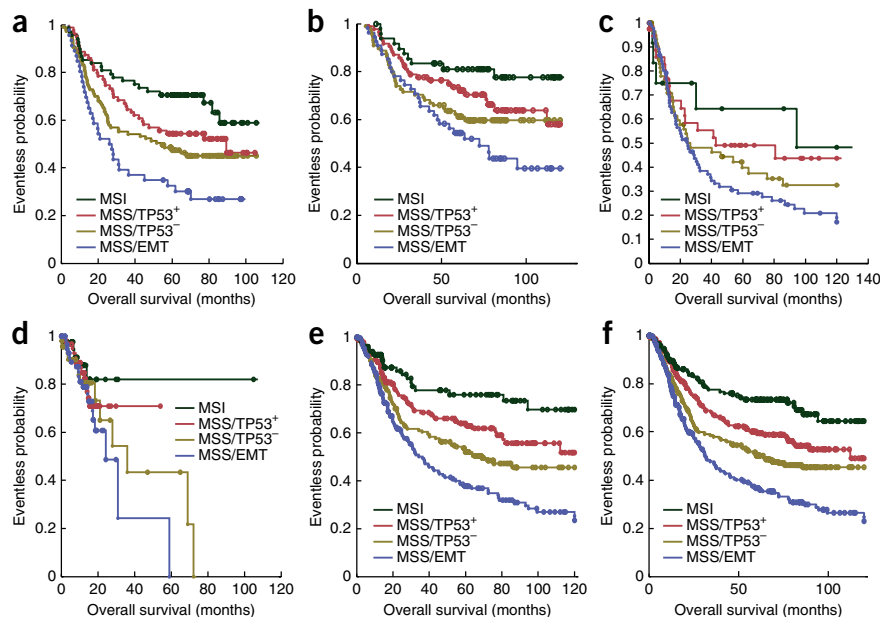 a
Eventless probability
1
0.8
0.6
0.4
0.2
0
MSI
MSS/TP53⁺
MSS/TP53⁻
MSS/EMT
0 20 40 60 80 100 120
Overall survival (months)
b
Eventless probability
1
0.8
0.6
0.4
0.2
0
MSI
MSS/TP53⁺
MSS/TP53⁻
MSS/EMT
0 50 100
Overall survival (months)
c
Eventless probability
1
0.9
0.8
0.7
0.6
0.5
0.4
0.3
0.2
0.1
0
MSI
MSS/TP53⁺
MSS/TP53⁻
MSS/EMT
0 20 40 60 80 100 120 140
Overall survival (months)
d
Eventless probability
1
0.8
0.6
0.4
0.2
0
MSI
MSS/TP53⁺
MSS/TP53⁻
MSS/EMT
0 20 40 60 80 100 120
Overall survival (months)
e
Eventless probability
1
0.8
0.6
0.4
0.2
0
MSI
MSS/TP53⁺
MSS/TP53⁻
MSS/EMT
0 20 40 60 80 100 120
Overall survival (months)
f
Eventless probability
1
0.8
0.6
0.4
0.2
0
MSI
MSS/TP53⁺
MSS/TP53⁻
MSS/EMT
0 50 100
Overall survival (months)